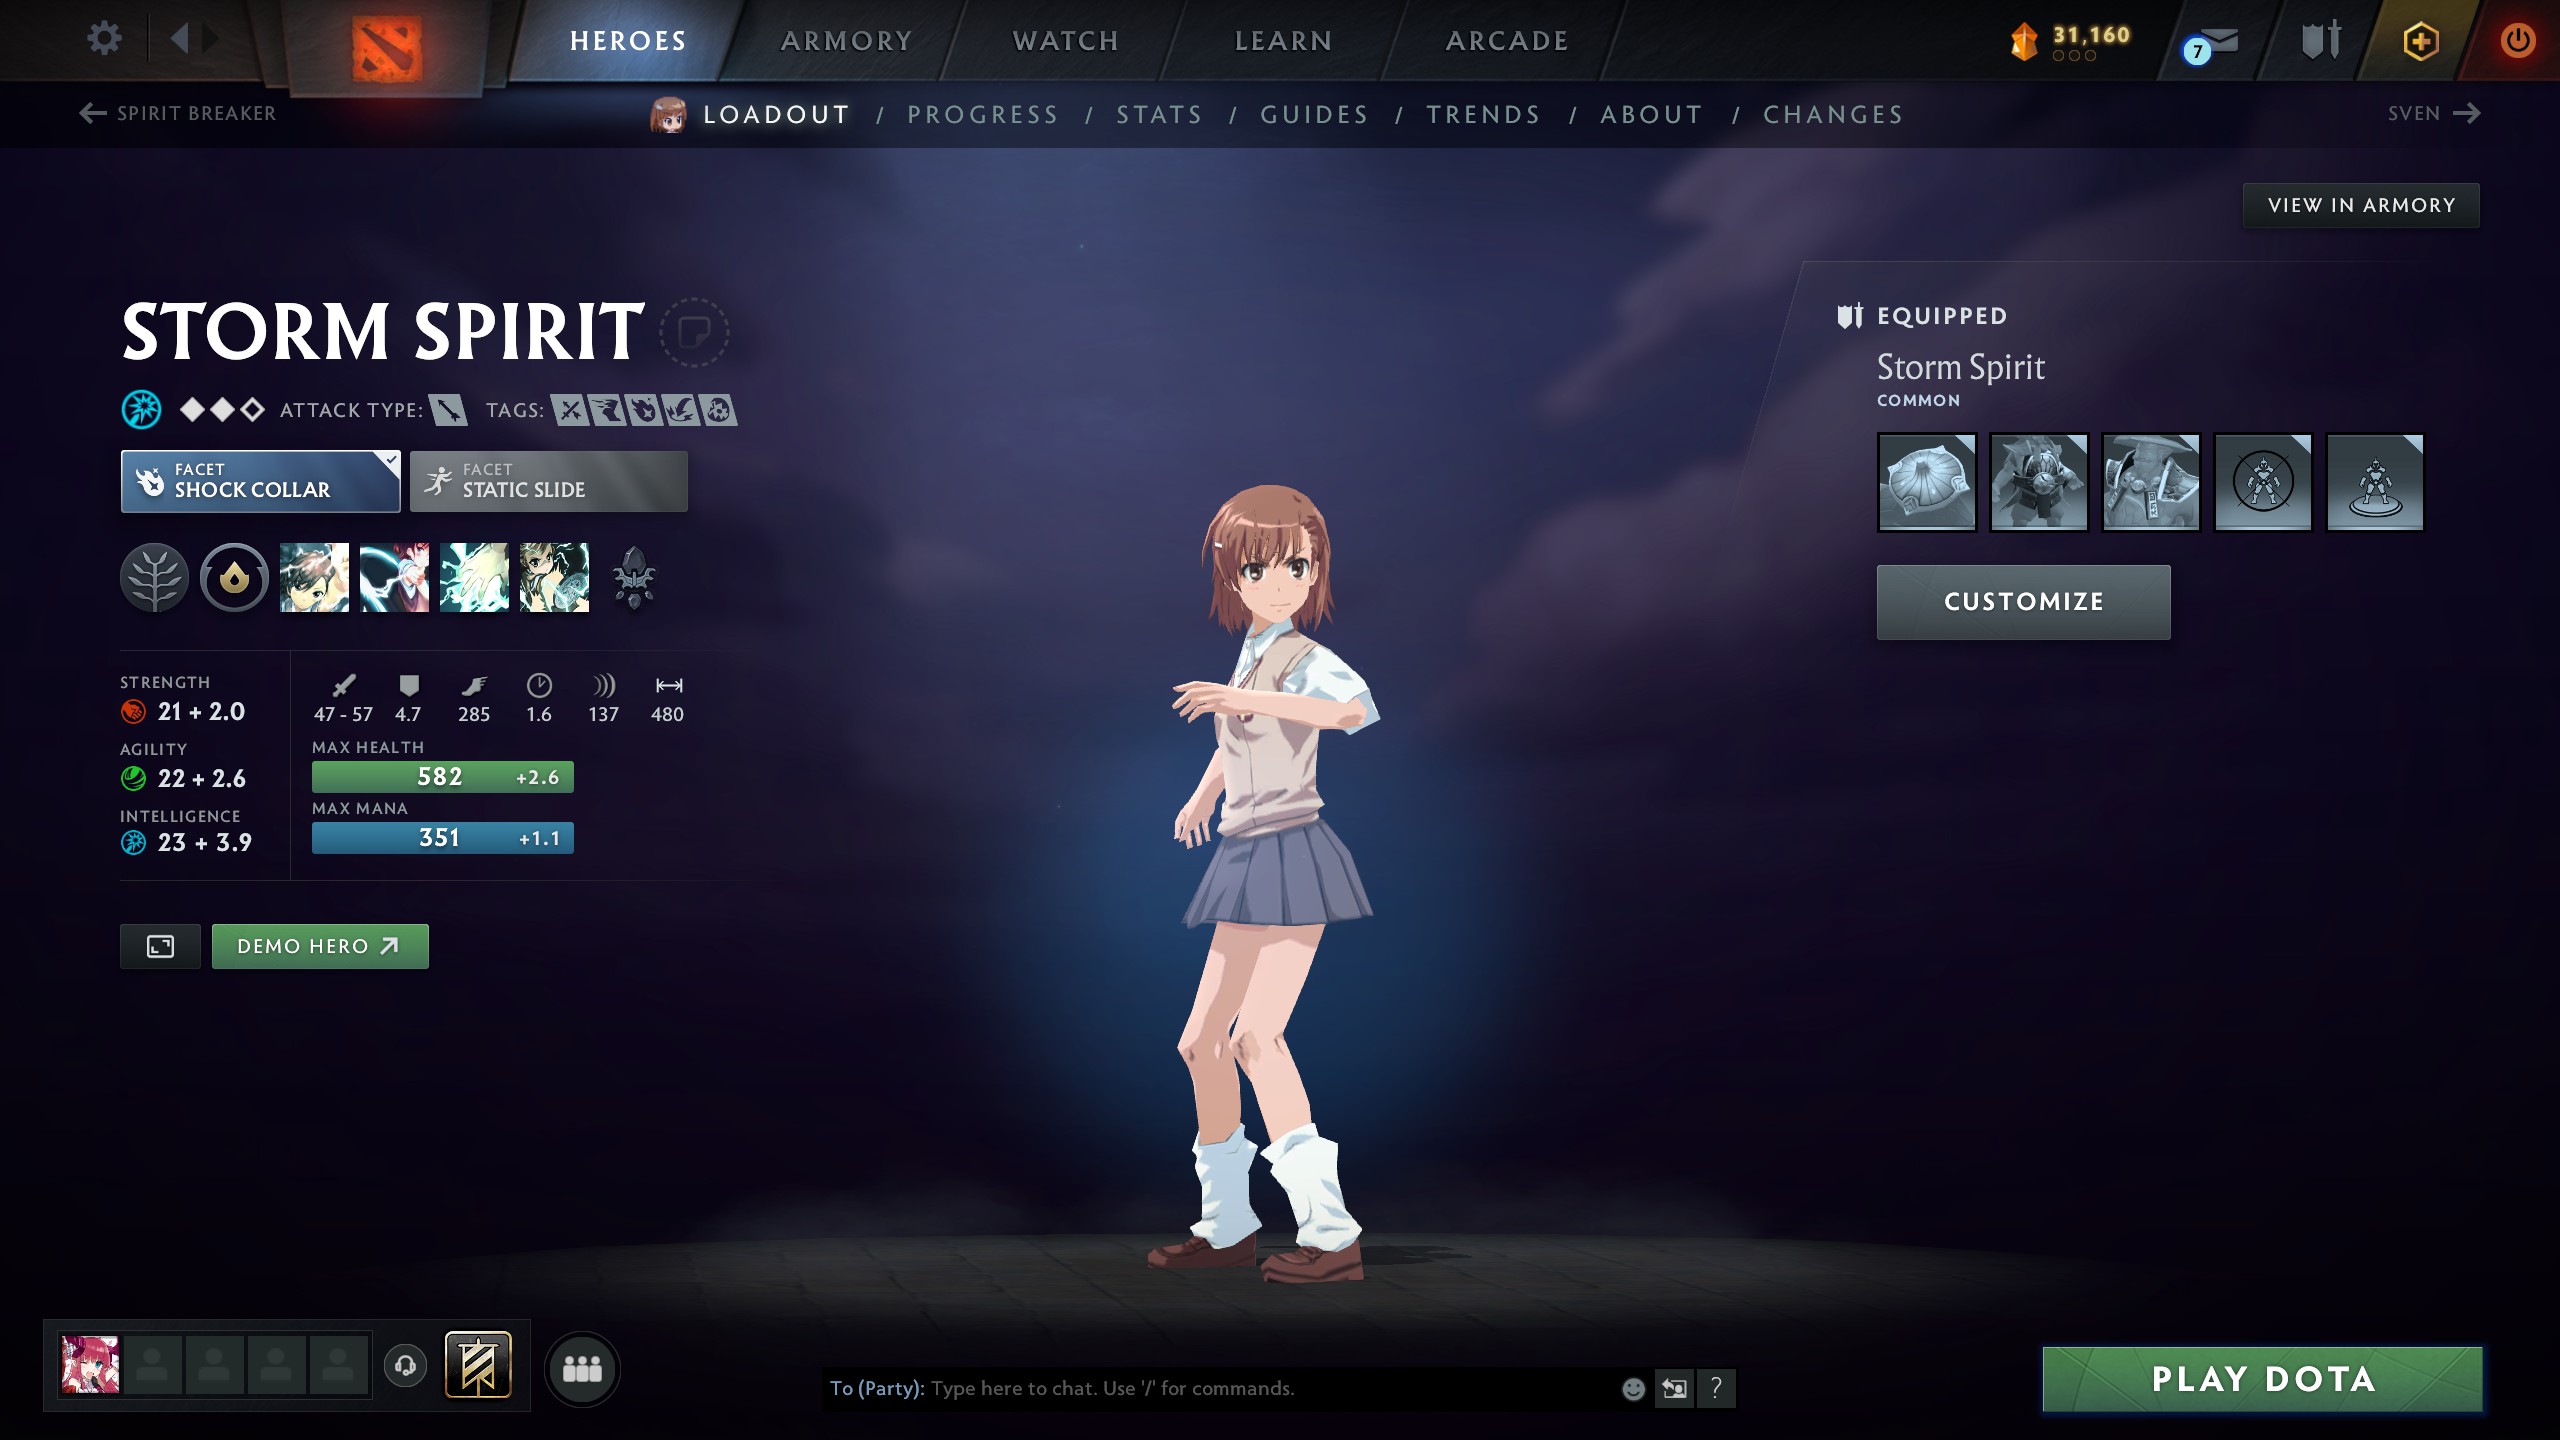 HEROES
ARMORY
WATCH
LEARN
ARCADE
31,160
7
SPIRIT BREAKER
LOADOUT / PROGRESS / STATS / GUIDES / TRENDS / ABOUT / CHANGES
SVEN
VIEW IN ARMORY
STORM SPIRIT
ATTACK TYPE:
TAGS:
FACET
SHOCK COLLAR
FACET
STATIC SLIDE
STRENGTH
21 + 2.0
AGILITY
22 + 2.6
INTELLIGENCE
23 + 3.9
47 - 57
4.7
285
1.6
137
480
MAX HEALTH
582 +2.6
MAX MANA
351 +1.1
DEMO HERO
EQUIPPED
Storm Spirit
COMMON
CUSTOMIZE
To (Party): Type here to chat. Use '/' for commands.
?
PLAY DOTA